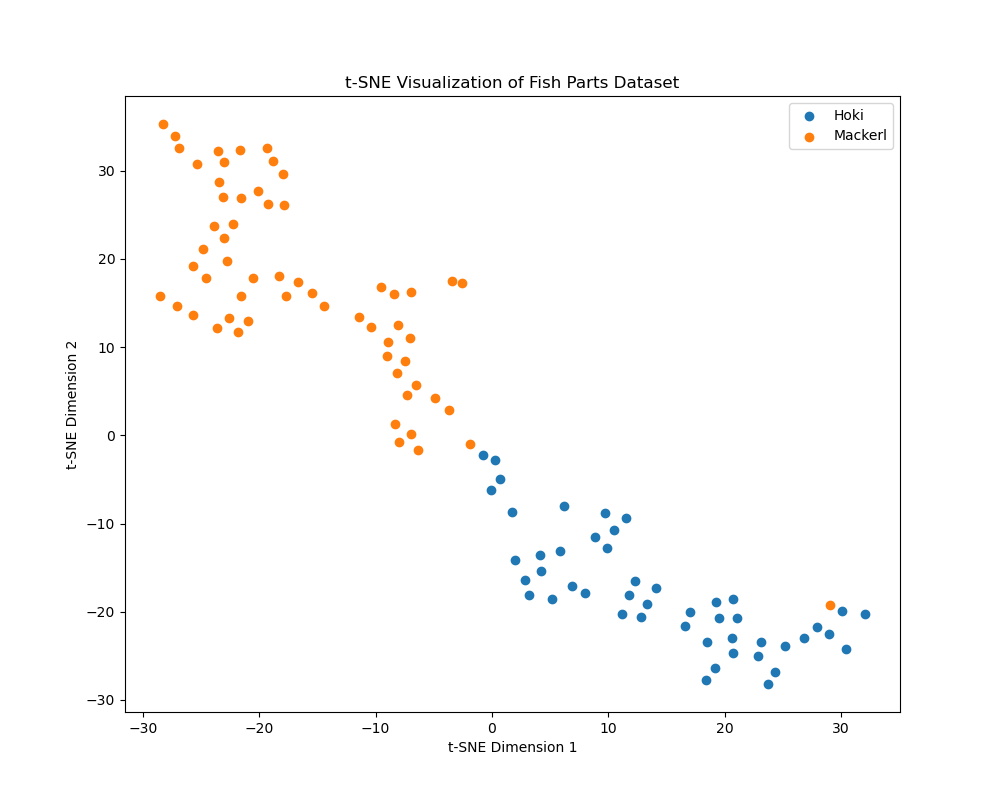 t-SNE Visualization of Fish Parts Dataset
Hoki
Mackerl
30
20
10
0
−10
−20
−30
t-SNE Dimension 2
−30
−20
−10
0
10
20
30
t-SNE Dimension 1